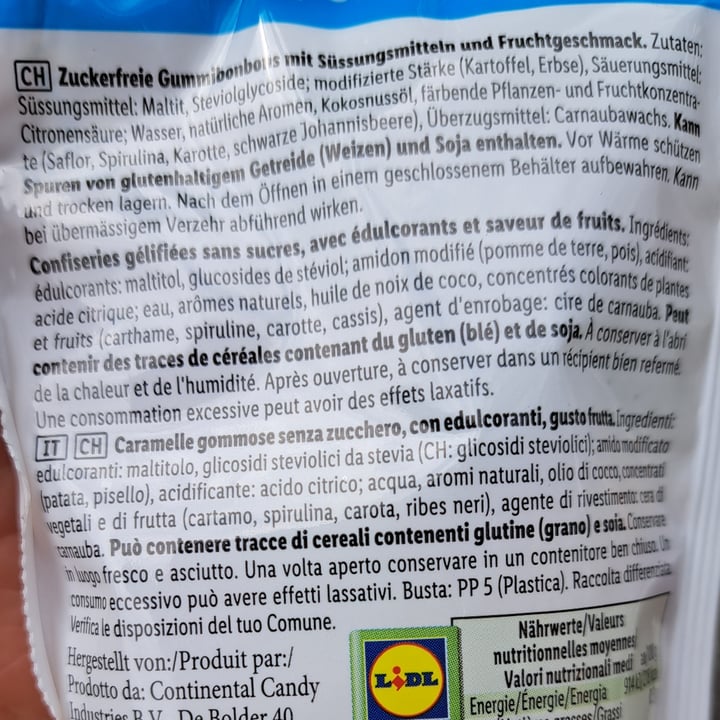 CH Zuckerfreie Gummibonbons mit Süssungsmitteln und Fruchtgeschmack. Zutaten:
Süssungsmittel: Maltit, Steviolglycoside; modifizierte Stärke (Kartoffel, Erbse), Säuerungsmittel:
Citronensäure; Wasser, natürliche Aromen, Kokosnussöl, färbende Pflanzen- und Fruchtkonzentra-
te (Saflor, Spirulina, Karotte, schwarze Johannisbeere), Überzugsmittel: Carnaubawachs. Kann
Spuren von glutenhaltigem Getreide (Weizen) und Soja enthalten. Vor Wärme schützen
und trocken lagern. Nach dem Öffnen in einem geschlossenem Behälter aufbewahren. Kann
bei übermässigem Verzehr abführend wirken.
Confiseries gélifiées sans sucres, avec édulcorants et saveur de fruits. Ingrédients:
édulcorants: maltitol, glucosides de stéviol; amidon modifié (pomme de terre, pois), acidifiant:
acide citrique; eau, arômes naturels, huile de noix de coco, concentrés colorants de plantes
et fruits (carthame, spiruline, carotte, cassis), agent d'enrobage: cire de carnauba. Peut
contenir des traces de céréales contenant du gluten (blé) et de soja. À conserver à l'abri
de la chaleur et de l'humidité. Après ouverture, à conserver dans un récipient bien refermé.
Une consommation excessive peut avoir des effets laxatifs.
IT CH Caramelle gommose senza zucchero, con edulcoranti, gusto frutta. Ingredienti:
edulcoranti: maltitolo, glicosidi steviolici da stevia (CH: glicosidi steviolici); amido modificato
(patata, pisello), acidificante: acido citrico; acqua, aromi naturali, olio di cocco, concentrati
vegetali e di frutta (cartamo, spirulina, carota, ribes neri), agente di rivestimento: cera di
carnauba. Può contenere tracce di cereali contenenti glutine (grano) e soia. Conservare
in luogo fresco e asciutto. Una volta aperto conservare in un contenitore ben chiuso. Un
consumo eccessivo può avere effetti lassativi. Busta: PP 5 (Plastica). Raccolta differenziata.
Verifica le disposizioni del tuo Comune.
Hergestellt von:/Produit par:/
Prodotto da: Continental Candy
Industries B.V., De Bolder 40
LIDL
Nährwerte/Valeurs
nutritionnelles moyennes/
Valori nutrizionali medi
Energie/Énergie/Energia